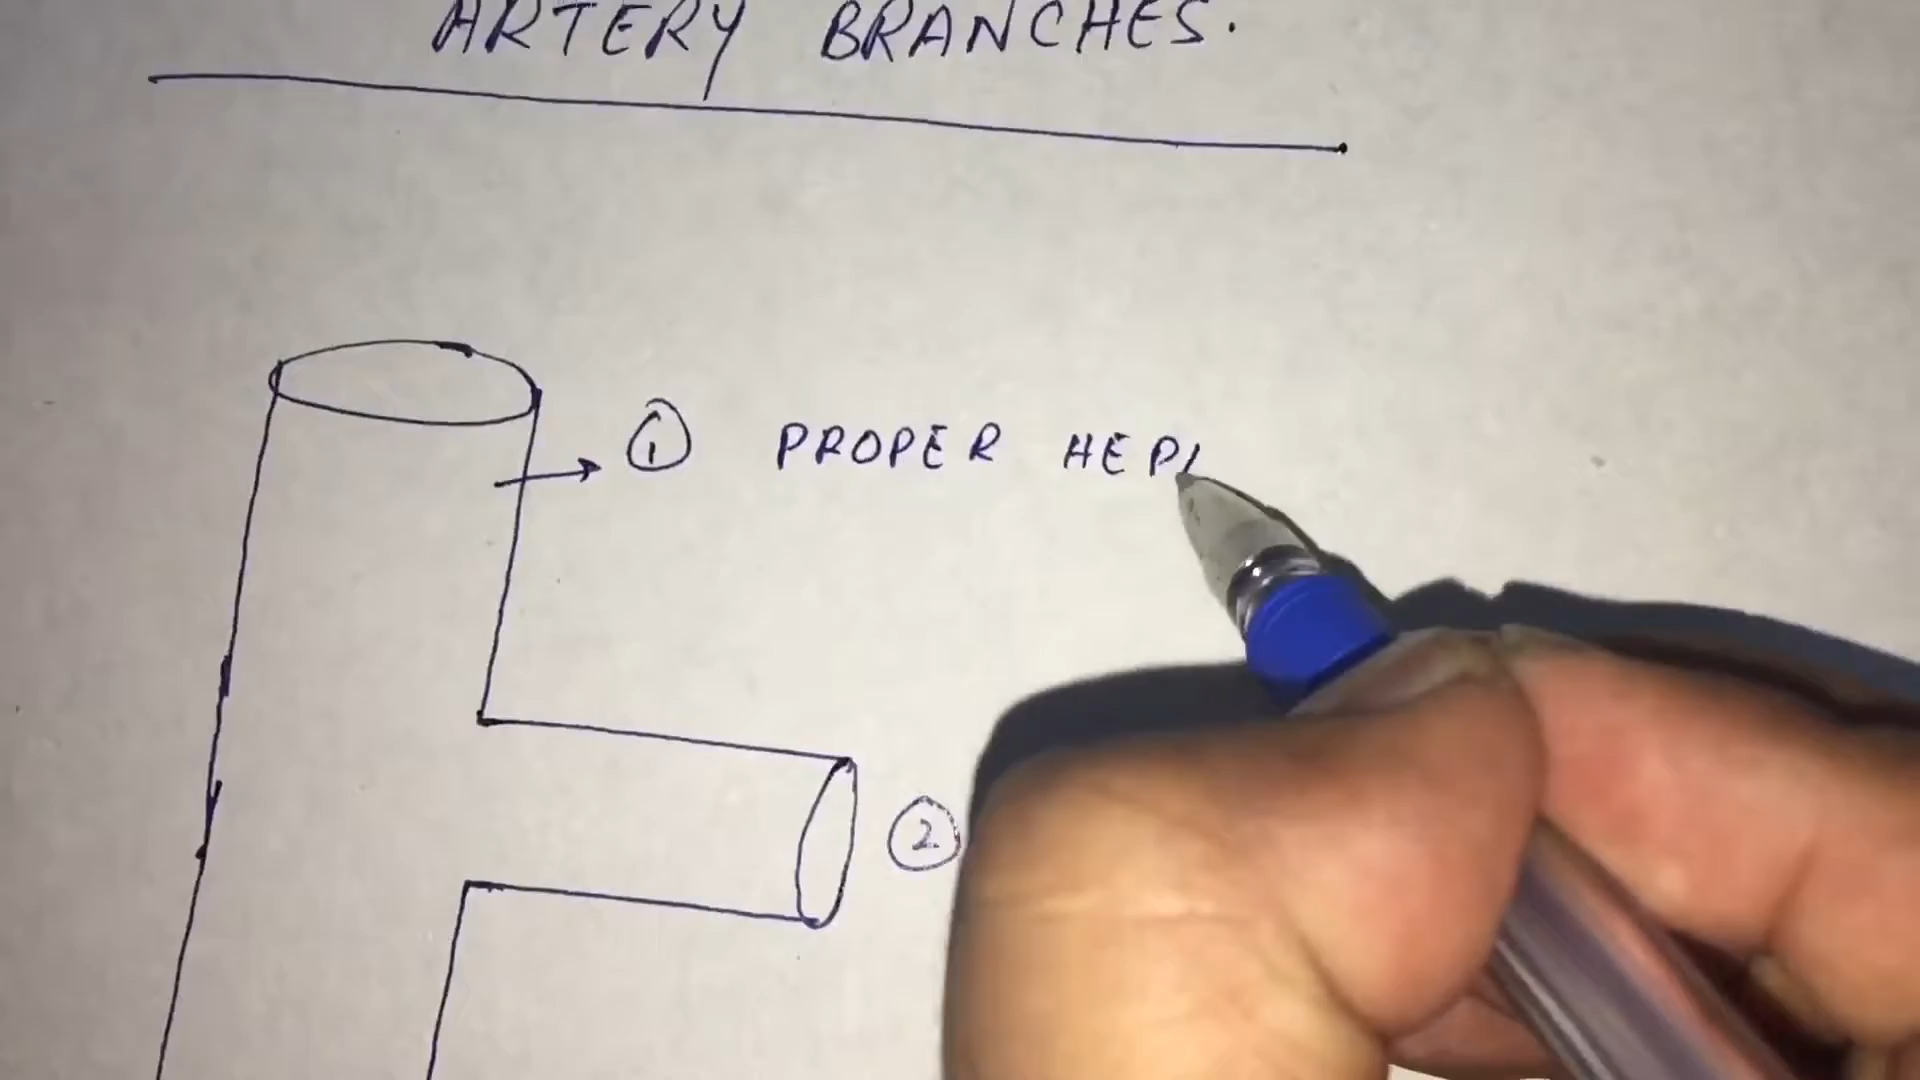 ARTERY BRANCHES.
① PROPER HEP
②